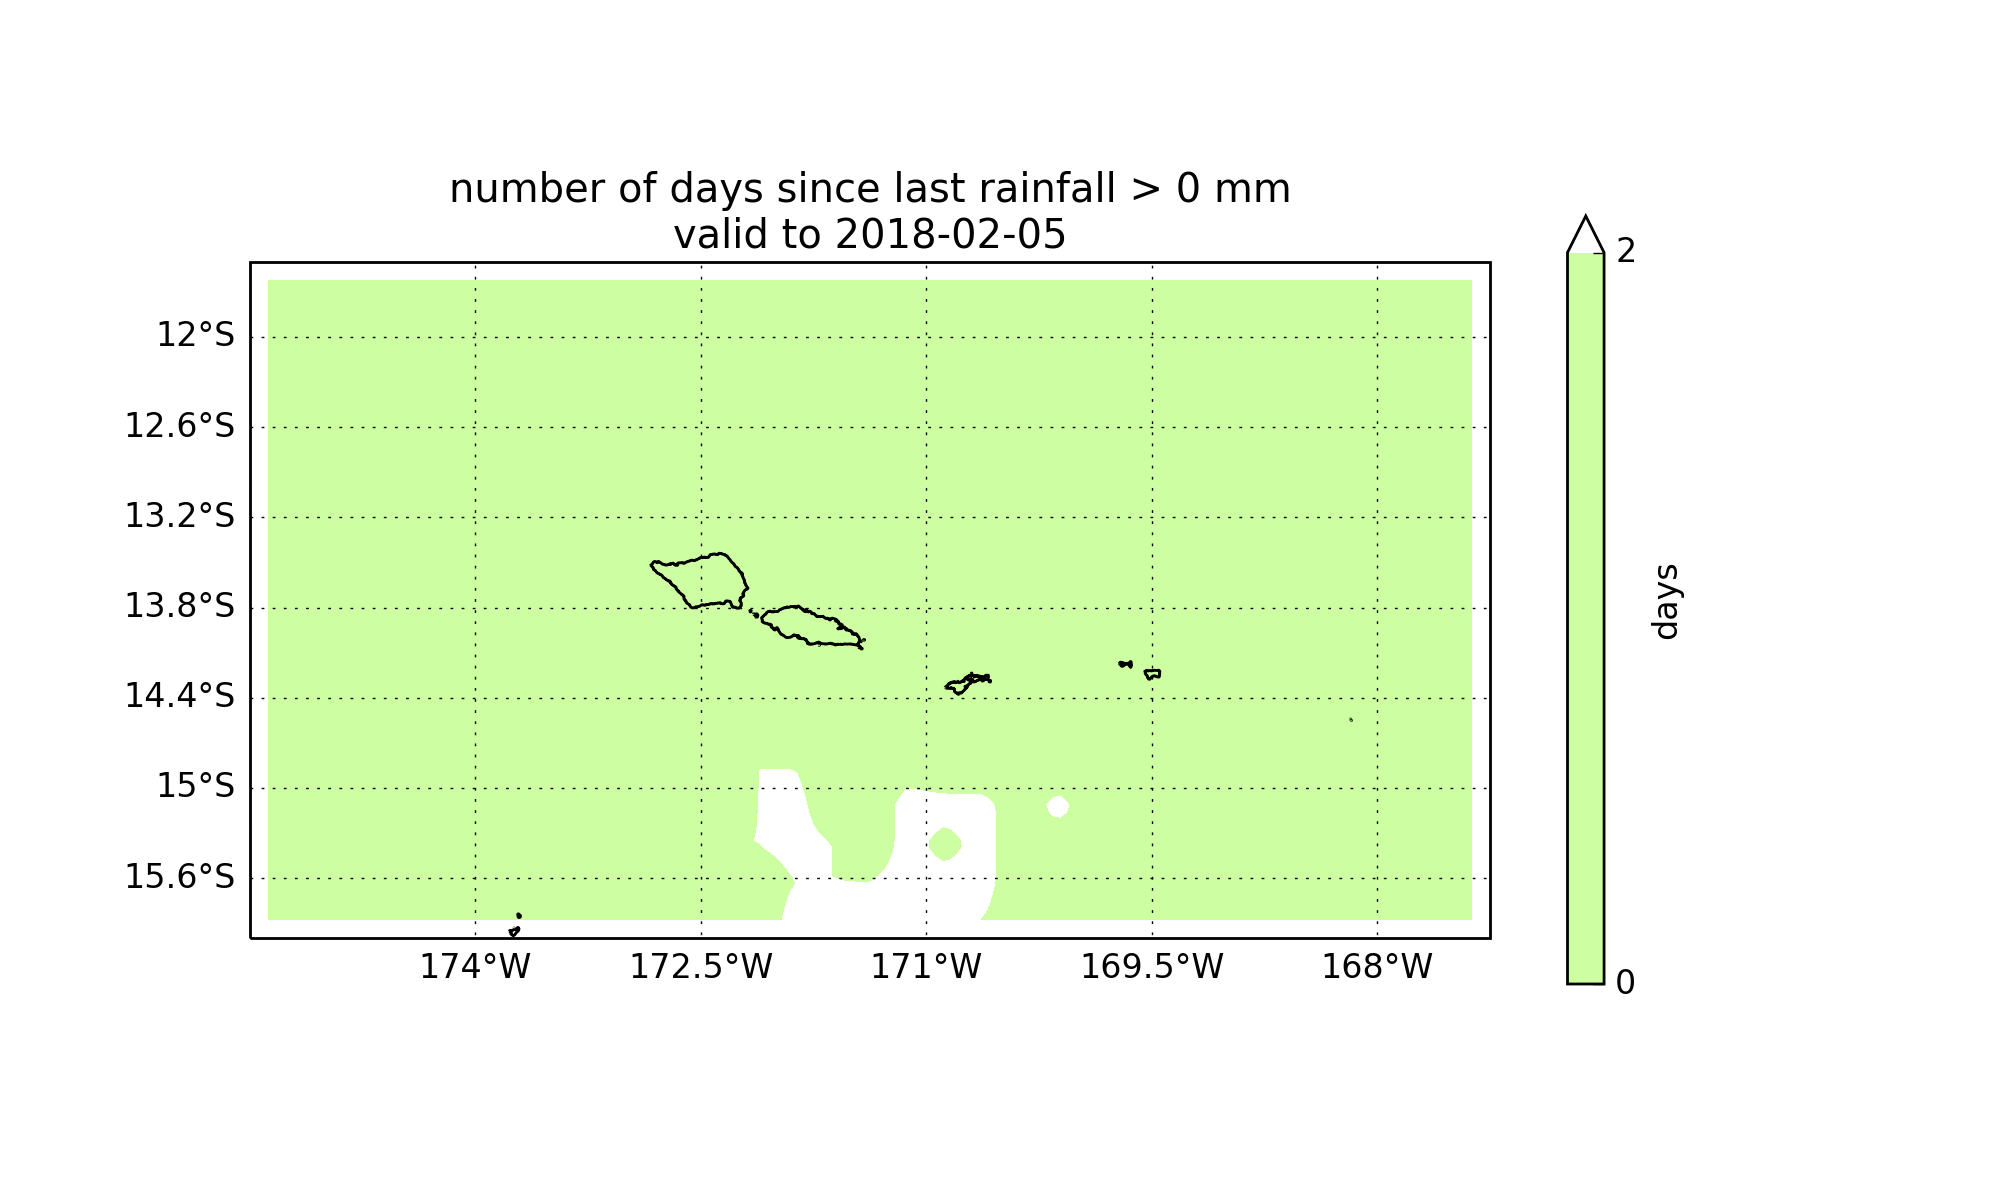 number of days since last rainfall > 0 mm
valid to 2018-02-05
2
12°S
12.6°S
13.2°S
13.8°S
14.4°S
15°S
15.6°S
days
174°W 172.5°W 171°W 169.5°W 168°W
0